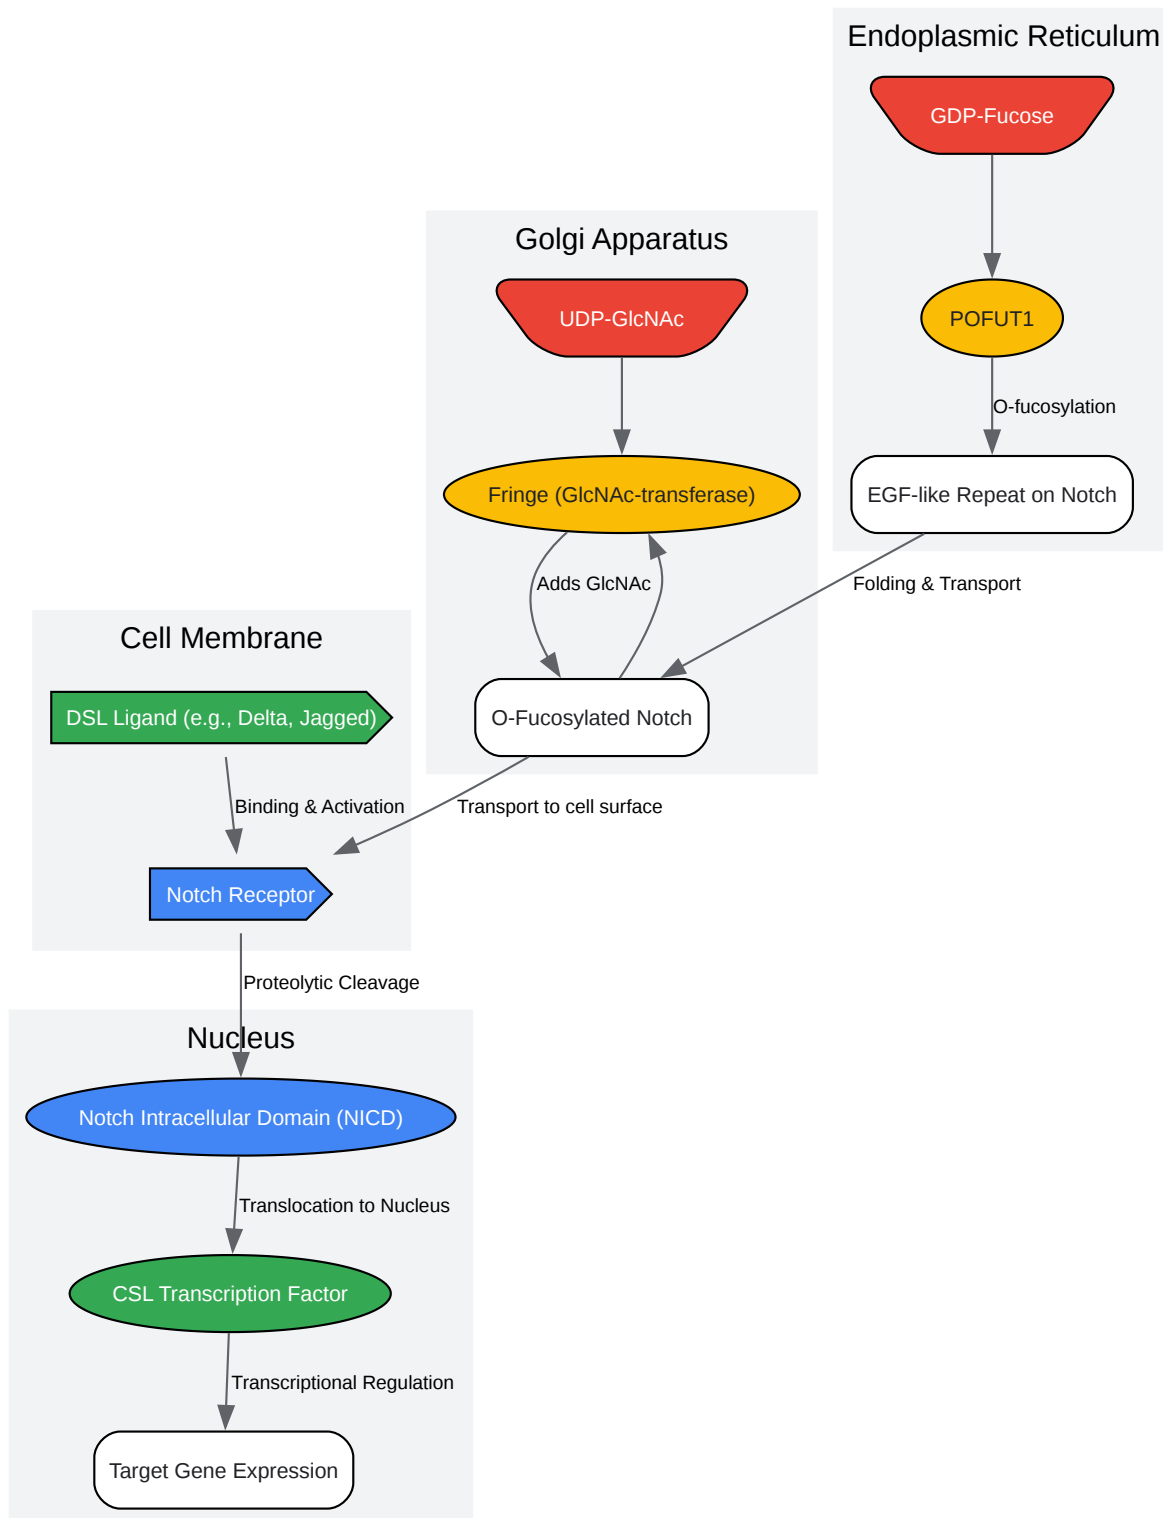 Endoplasmic Reticulum
GDP-Fucose
POFUT1
O-fucosylation
EGF-like Repeat on Notch
Folding & Transport
Golgi Apparatus
UDP-GlcNAc
Fringe (GlcNAc-transferase)
Adds GlcNAc
O-Fucosylated Notch
Transport to cell surface
Cell Membrane
DSL Ligand (e.g., Delta, Jagged)
Binding & Activation
Notch Receptor
Proteolytic Cleavage
Nucleus
Notch Intracellular Domain (NICD)
Translocation to Nucleus
CSL Transcription Factor
Transcriptional Regulation
Target Gene Expression